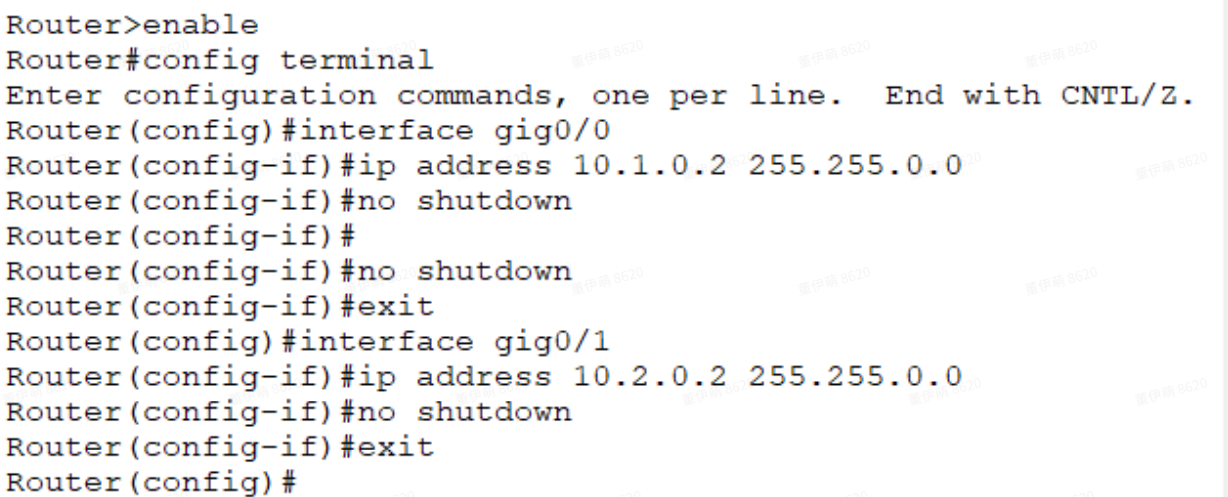 Router>enable
Router#config terminal
Enter configuration commands, one per line.  End with CNTL/Z.
Router(config)#interface gig0/0
Router(config-if)#ip address 10.1.0.2 255.255.0.0
Router(config-if)#no shutdown
Router(config-if)#
Router(config-if)#no shutdown
Router(config-if)#exit
Router(config)#interface gig0/1
Router(config-if)#ip address 10.2.0.2 255.255.0.0
Router(config-if)#no shutdown
Router(config-if)#exit
Router(config)#